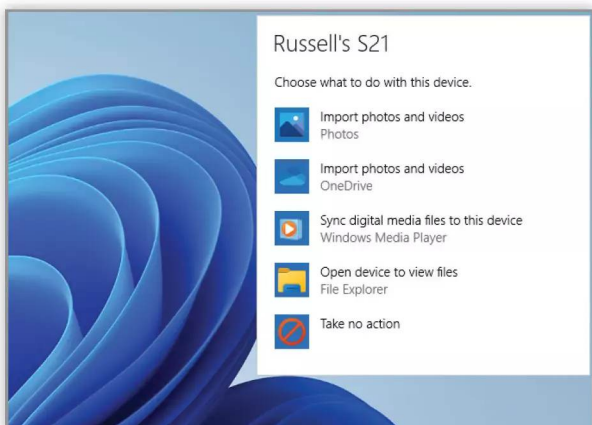 Russell's S21
Choose what to do with this device.
Import photos and videos
Photos
Import photos and videos
OneDrive
Sync digital media files to this device
Windows Media Player
Open device to view files
File Explorer
Take no action